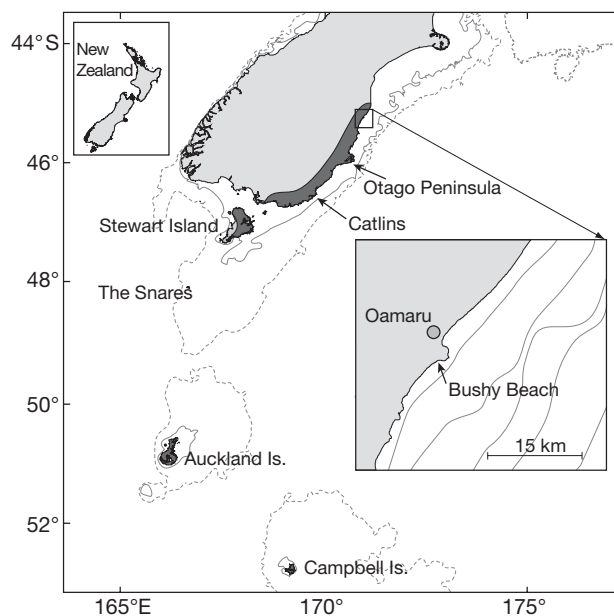 44°S
New
Zealand
46°
Otago Peninsula
Stewart Island
Catlins
48°
The Snares
Oamaru
Bushy Beach
50°
15 km
Auckland Is.
52°
Campbell Is.
165°E
170°
175°